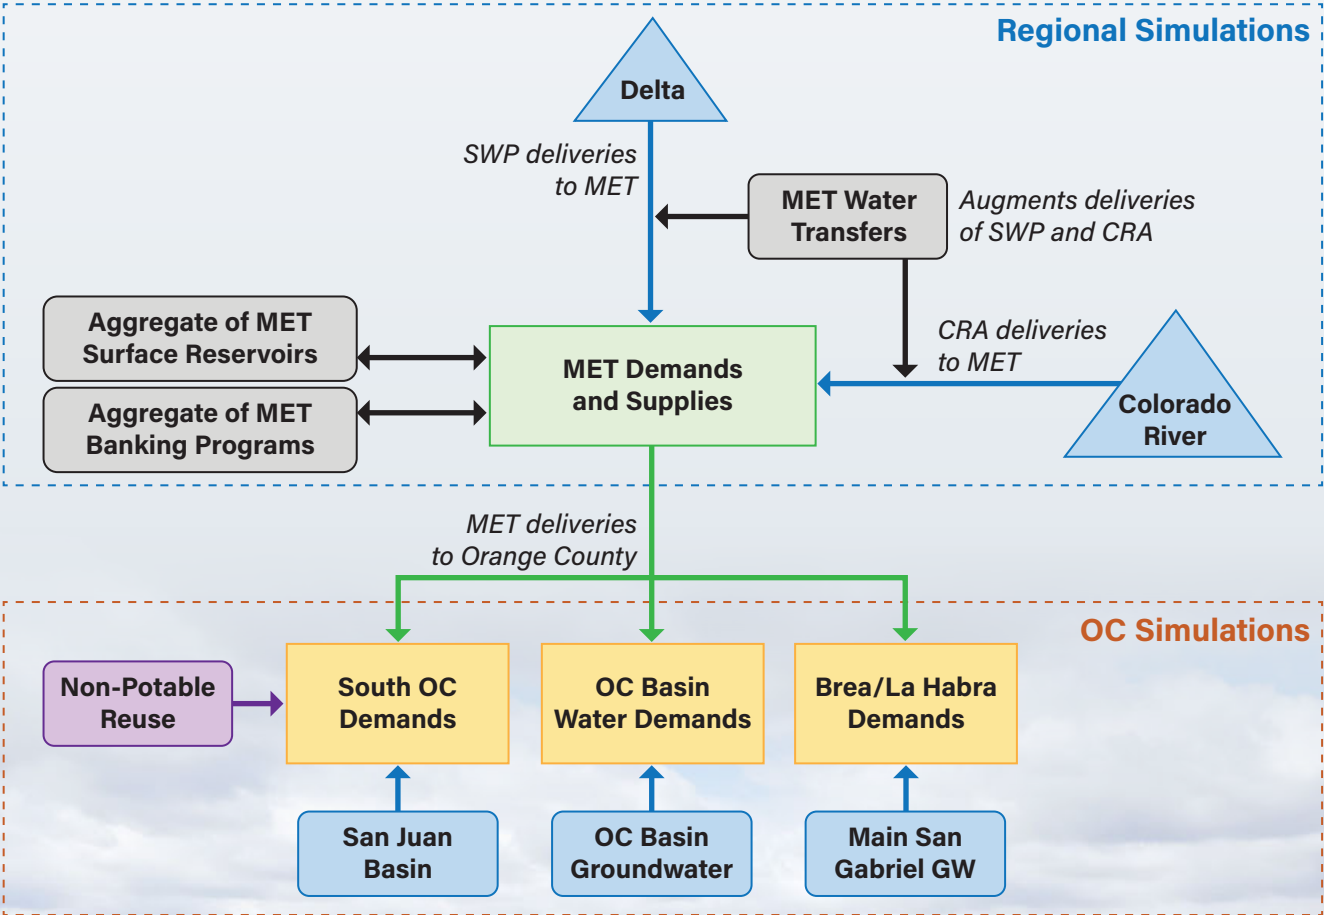 Regional Simulations
Delta
SWP deliveries
to MET
MET Water
Transfers
Augments deliveries
of SWP and CRA
Aggregate of MET
Surface Reservoirs
Aggregate of MET
Banking Programs
MET Demands
and Supplies
CRA deliveries
to MET
Colorado
River
MET deliveries
to Orange County
OC Simulations
Non-Potable
Reuse
South OC
Demands
OC Basin
Water Demands
Brea/La Habra
Demands
San Juan
Basin
OC Basin
Groundwater
Main San
Gabriel GW